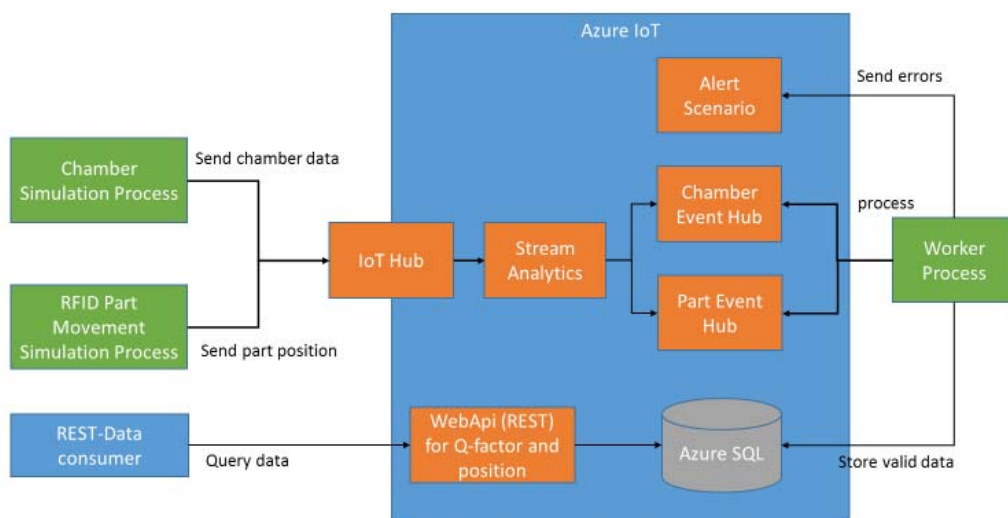 Azure IoT
Alert
Scenario
Send errors
Chamber
Simulation Process
Send chamber data
Chamber
Event Hub
process
IoT Hub
Stream
Analytics
Worker
Process
RFID Part
Movement
Simulation Process
Send part position
Part Event
Hub
REST-Data
consumer
Query data
WebApi (REST)
for Q-factor and
position
Azure SQL
Store valid data